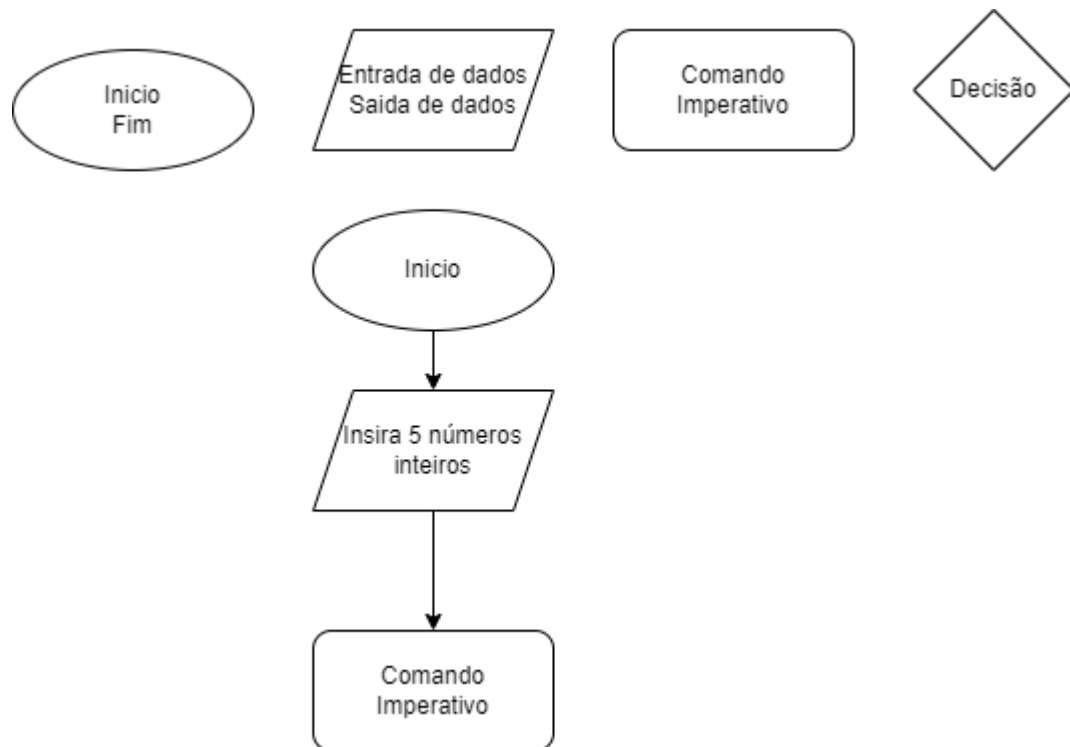 Inicio
Fim
Entrada de dados
Saida de dados
Comando
Imperativo
Decisão
Inicio
Insira 5 números
inteiros
Comando
Imperativo